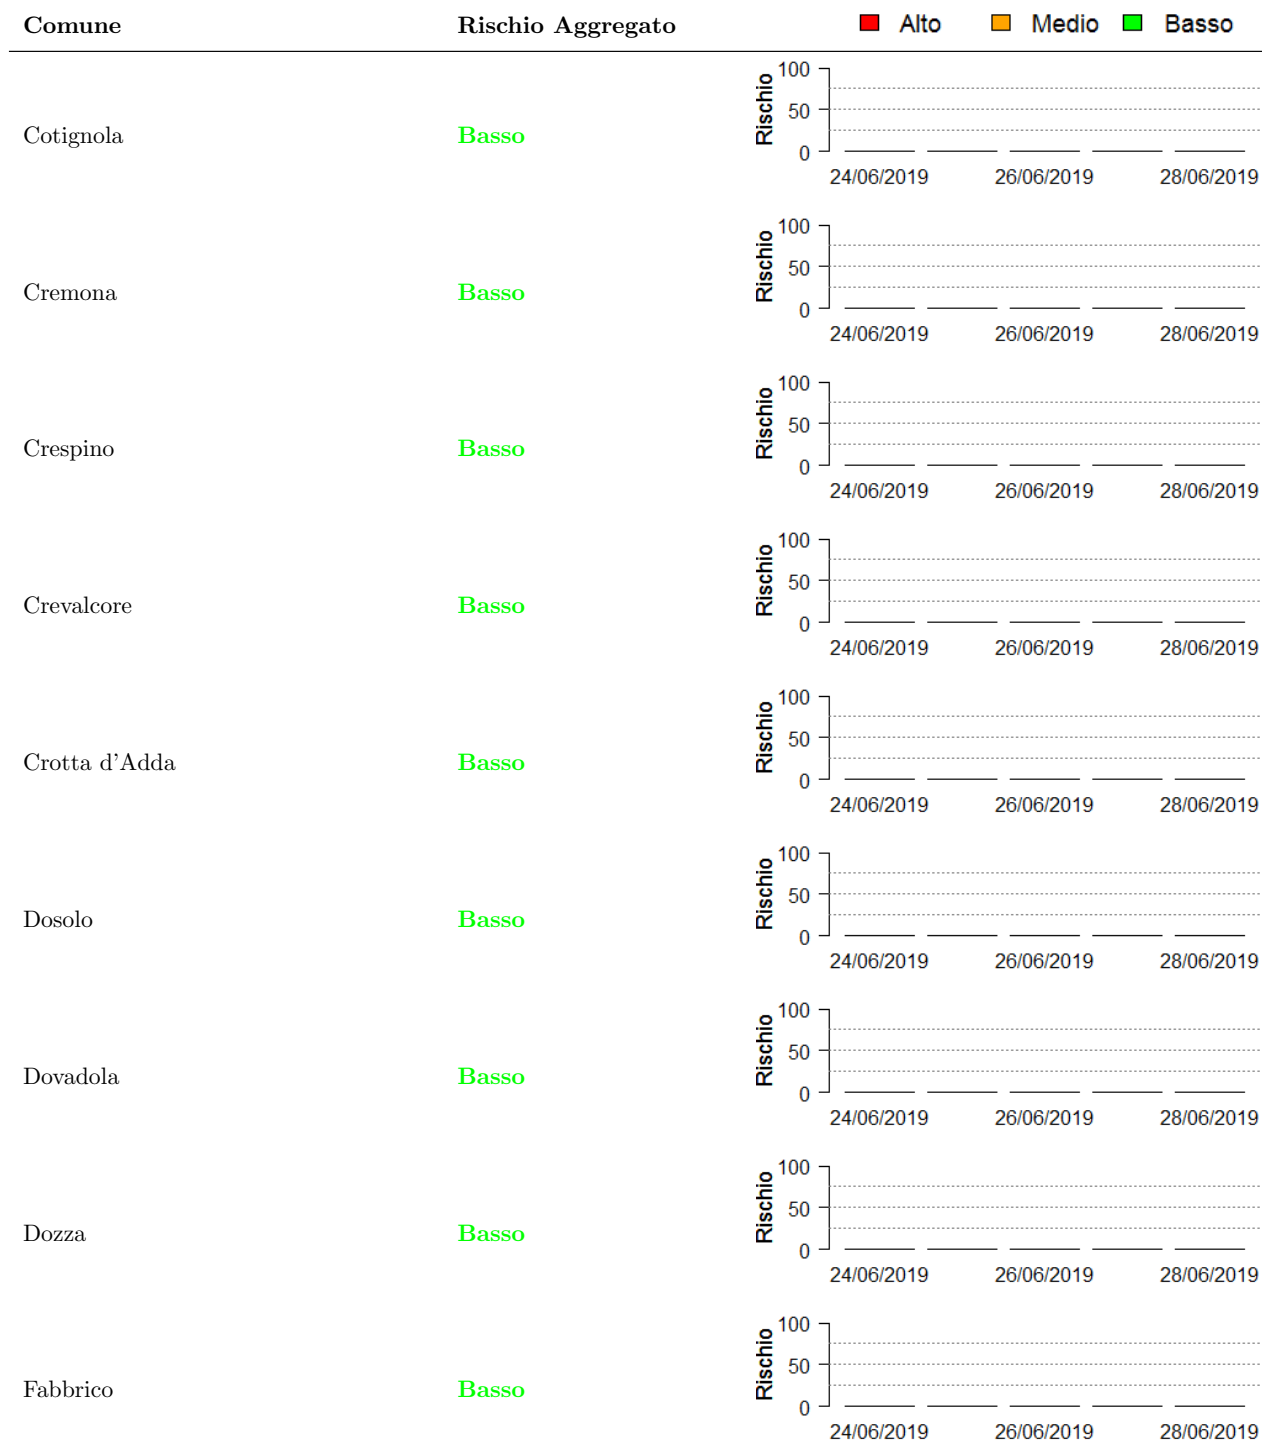 Comune Rischio Aggregato Alto Medio Basso
100
50
0
Rischio
Cotignola Basso
24/06/2019 26/06/2019 28/06/2019
100
50
0
Rischio
Cremona Basso
24/06/2019 26/06/2019 28/06/2019
100
50
0
Rischio
Crespino Basso
24/06/2019 26/06/2019 28/06/2019
100
50
0
Rischio
Crevalcore Basso
24/06/2019 26/06/2019 28/06/2019
100
50
0
Rischio
Crotta d'Adda Basso
24/06/2019 26/06/2019 28/06/2019
100
50
0
Rischio
Dosolo Basso
24/06/2019 26/06/2019 28/06/2019
100
50
0
Rischio
Dovadola Basso
24/06/2019 26/06/2019 28/06/2019
100
50
0
Rischio
Dozza Basso
24/06/2019 26/06/2019 28/06/2019
100
50
0
Rischio
Fabbrico Basso
24/06/2019 26/06/2019 28/06/2019